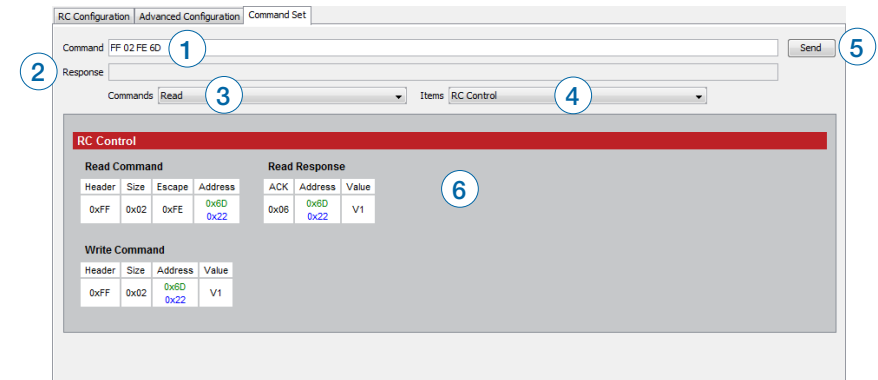 RC Configuration Advanced Configuration Command Set
Command FF 02 FE 6D 1 Send 5
2 Response
Commands Read 3 Items RC Control 4
RC Control
Read Command Read Response
Header Size Escape Address ACK Address Value
0xFF 0x02 0xFE 0x6D 0x22 0x06 0x6D 0x22 V1
6
Write Command
Header Size Address Value
0xFF 0x02 0x6D 0x22 V1